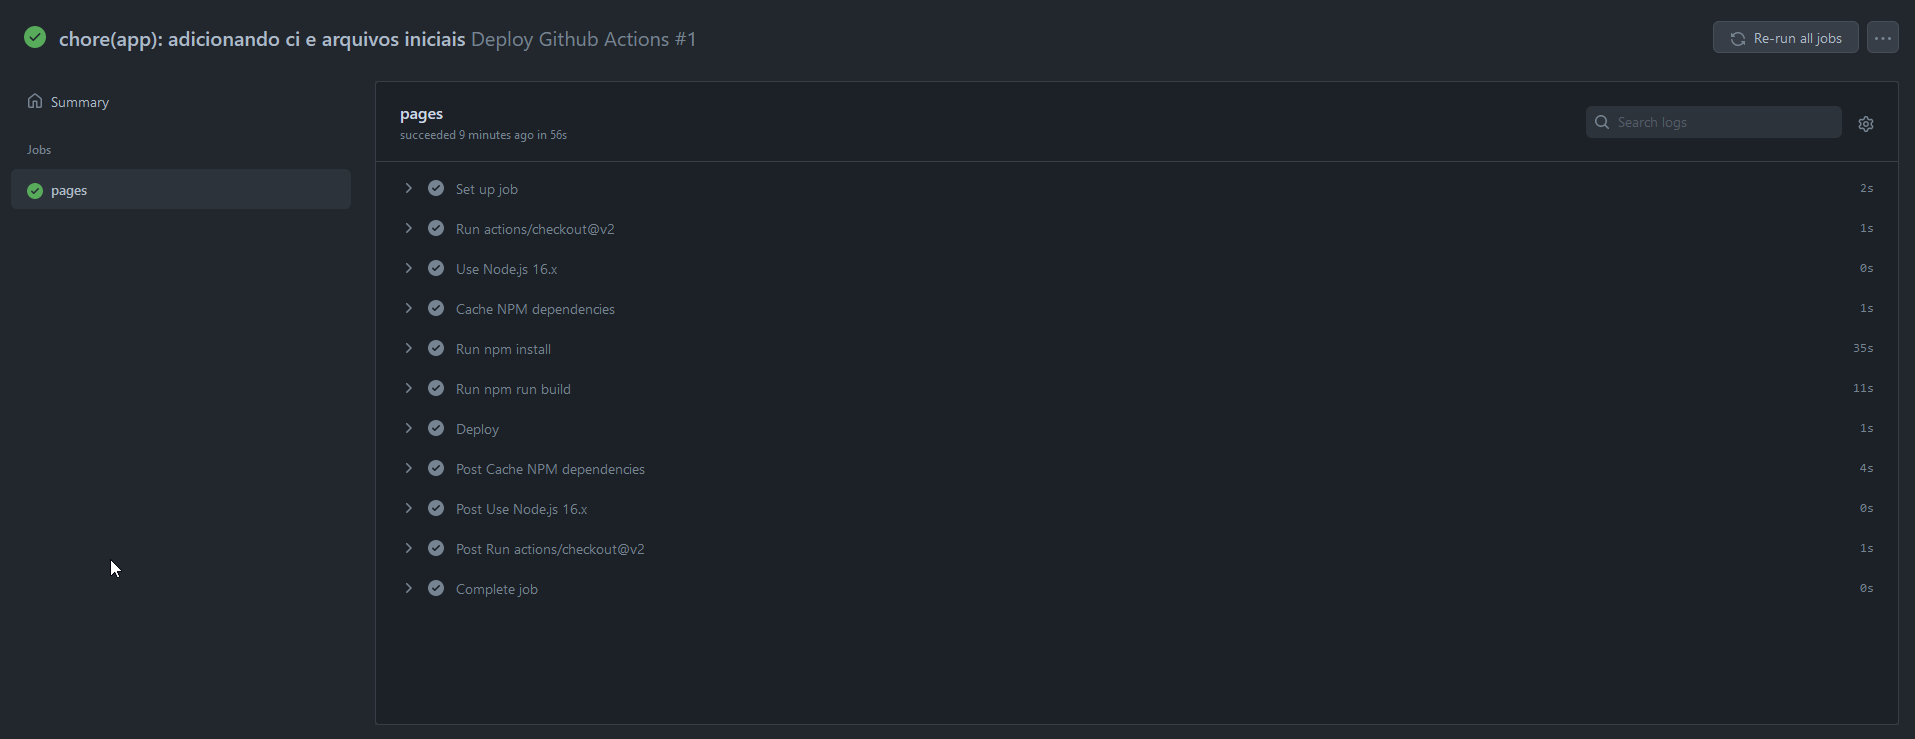 chore(app): adicionando ci e arquivos iniciais Deploy Github Actions #1
Re-run all jobs
Summary
Jobs
pages
pages
succeeded 9 minutes ago in 56s
Search logs
Set up job 2s
Run actions/checkout@v2 1s
Use Node.js 16.x 0s
Cache NPM dependencies 1s
Run npm install 35s
Run npm run build 11s
Deploy 1s
Post Cache NPM dependencies 4s
Post Use Node.js 16.x 0s
Post Run actions/checkout@v2 1s
Complete job 0s